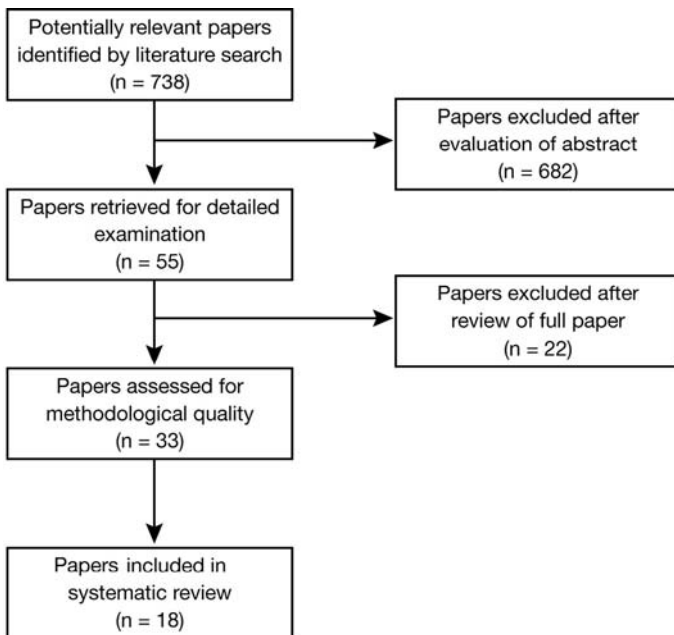 Potentially relevant papers
identified by literature search
(n = 738)
Papers excluded after
evaluation of abstract
(n = 682)
Papers retrieved for detailed
examination
(n = 55)
Papers excluded after
review of full paper
(n = 22)
Papers assessed for
methodological quality
(n = 33)
Papers included in
systematic review
(n = 18)